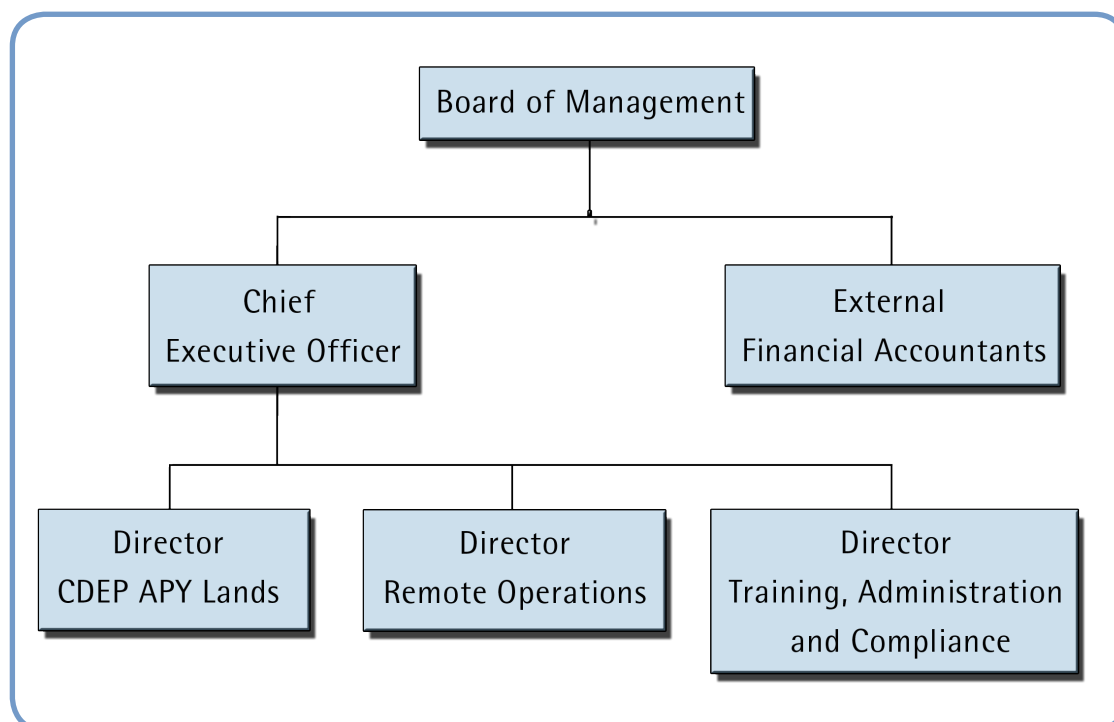 Board of Management
Chief
Executive Officer
External
Financial Accountants
Director
CDEP APY Lands
Director
Remote Operations
Director
Training, Administration
and Compliance